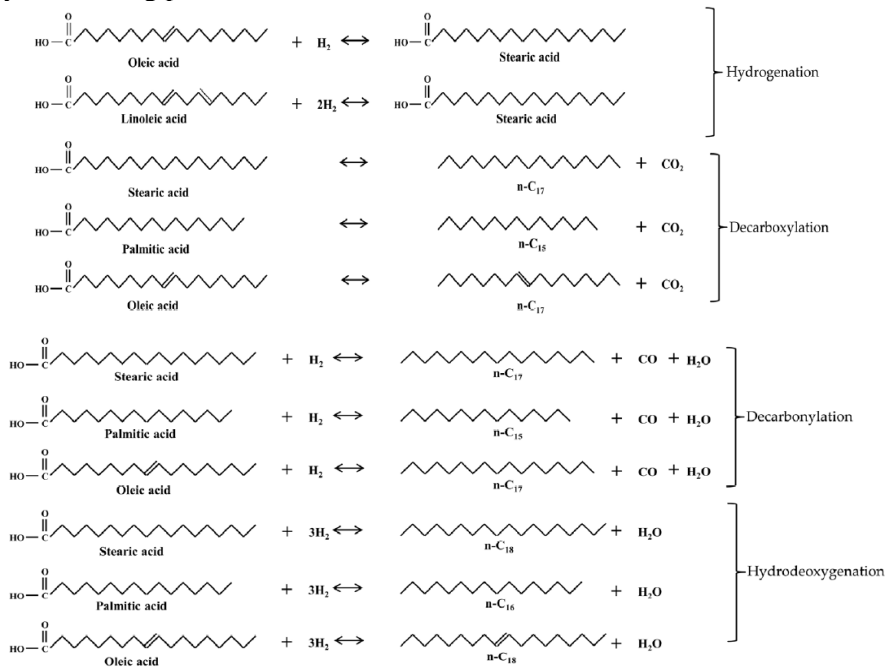 HO—C O + H₂ ↔ HO—C O
Oleic acid Stearic acid
Hydrogenation
HO—C O + 2H₂ ↔ HO—C O
Linoleic acid Stearic acid
HO—C O ↔ + CO₂
Stearic acid n-C₁₇
HO—C O ↔ + CO₂
Palmitic acid n-C₁₅
Decarboxylation
HO—C O ↔ + CO₂
Oleic acid n-C₁₇
HO—C O + H₂ ↔ + CO + H₂O
Stearic acid n-C₁₇
HO—C O + H₂ ↔ + CO + H₂O
Palmitic acid n-C₁₅
Decarbonylation
HO—C O + H₂ ↔ + CO + H₂O
Oleic acid n-C₁₇
HO—C O + 3H₂ ↔ + H₂O
Stearic acid n-C₁₈
HO—C O + 3H₂ ↔ + H₂O
Palmitic acid n-C₁₆
Hydrodeoxygenation
HO—C O + 3H₂ ↔ + H₂O
Oleic acid n-C₁₈